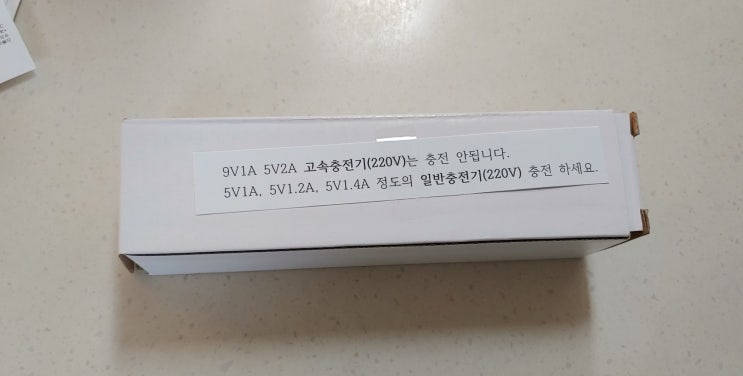 9V1A 5V2A 고속충전기(220V)는 충전 안됩니다.
5V1A, 5V1.2A, 5V1.4A 정도의 일반충전기(220V) 충전 하세요.